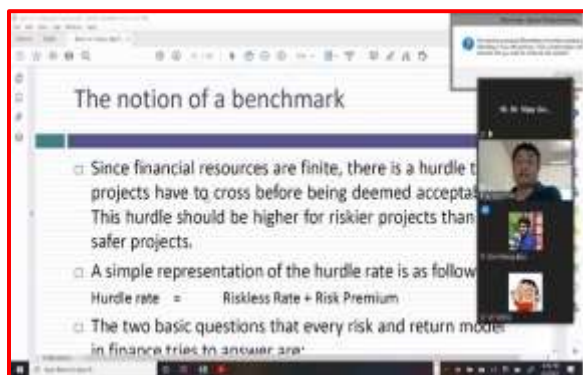 The notion of a benchmark
Since financial resources are finite, there is a hurdle t
projects have to cross before being deemed acceptab
This hurdle should be higher for riskier projects than
safer projects.
A simple representation of the hurdle rate is as follow
Hurdle rate = Riskless Rate + Risk Premium
The two basic questions that every risk and return model
in finance tries to answer are: